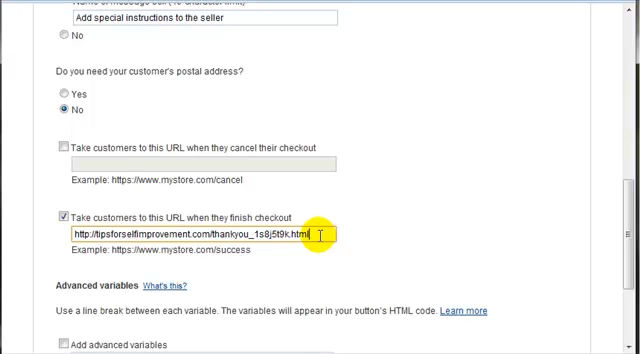 Add special instructions to the seller
No
Do you need your customer's postal address?
Yes
No
Take customers to this URL when they cancel their checkout
Example: https://www.mystore.com/cancel
Take customers to this URL when they finish checkout
http://tipsforselfimprovement.com/thankyou_1s8j5t9k.html
Example: https://www.mystore.com/success
Advanced variables What's this?
Use a line break between each variable. The variables will appear in your button's HTML code. Learn more
Add advanced variables